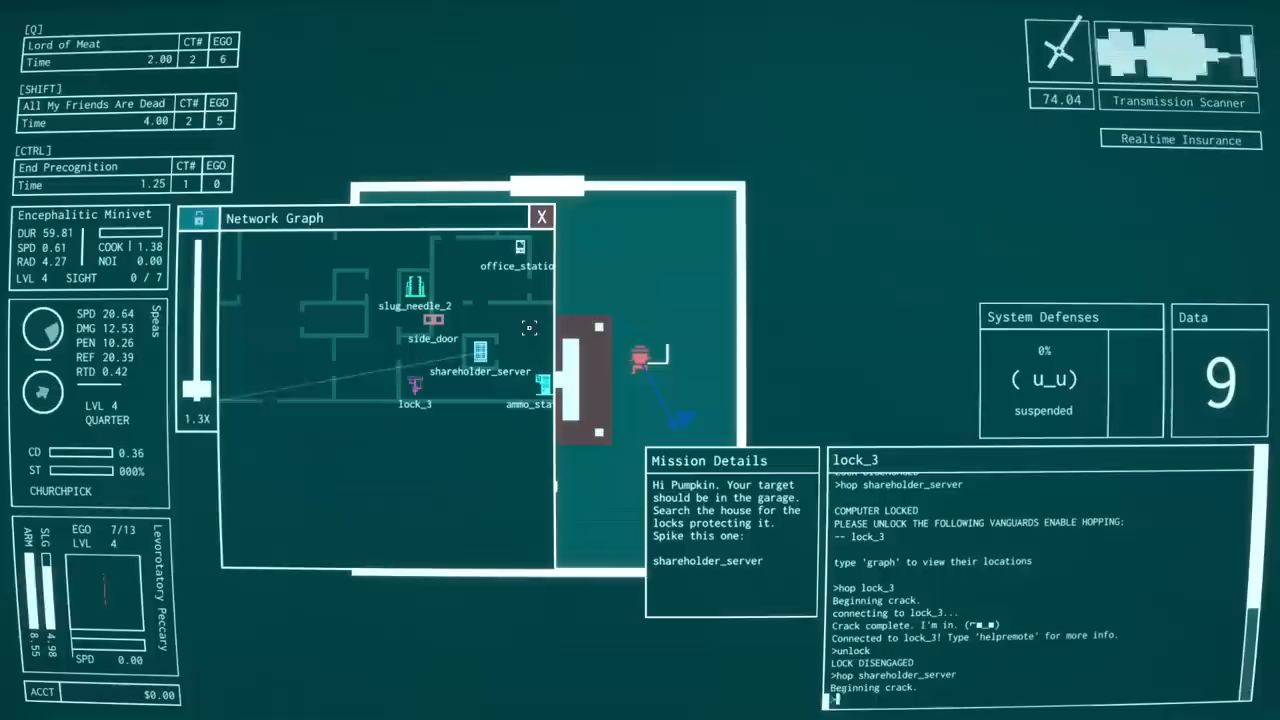 [Q]
Lord of Meat CT# EGO
Time 2.00 2 6
[SHIFT]
All My Friends Are Dead CT# EGO
Time 4.00 2 5
[CTRL]
End Precognition CT# EGO
Time 1.25 1 0
Encephalitic Minivet
DUR 59.81
SPD 0.61 COOK 1.38
RAD 4.27 NOI 0.00
LVL 4 SIGHT 0 / 7
Speas
SPD 20.64
DMG 12.53
PEN 10.26
REF 20.39
RTD 0.42
LVL 4
QUARTER
CD 0.36
ST 000%
CHURCHPICK
EGO 7/13
LVL 4
ARM SLG
8.55 4.98
Levorotatory Peccary
SPD 0.00
ACCT $0.00
Network Graph X
1.3X
office_statio
slug_needle_2
side_door
shareholder_server
lock_3
ammo_sta
74.04 Transmission Scanner
Realtime Insurance
System Defenses
0%
( u_u)
suspended
Data
9
Mission Details
Hi Pumpkin. Your target
should be in the garage.
Search the house for the
locks protecting it.
Spike this one:
shareholder_server
lock_3
LOCK DISENGAGED
>hop shareholder_server
COMPUTER LOCKED
PLEASE UNLOCK THE FOLLOWING VANGUARDS ENABLE HOPPING:
-- lock_3
type 'graph' to view their locations
>hop lock_3
Beginning crack.
connecting to lock_3...
Crack complete. I'm in. (⌐■_■)
Connected to lock_3! Type 'helpremote' for more info.
>unlock
LOCK DISENGAGED
>hop shareholder_server
Beginning crack.
>